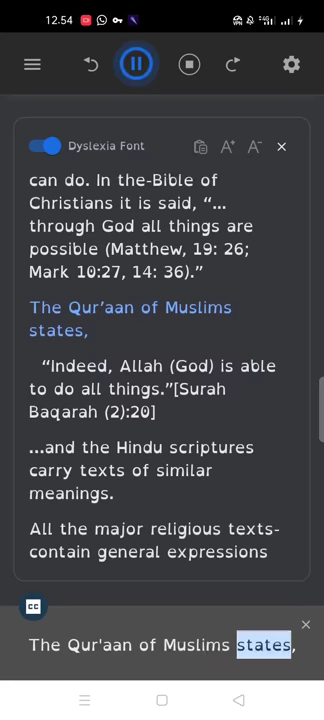 12.54
Dyslexia Font
A+ A-
can do. In the-Bible of
Christians it is said, “...
through God all things are
possible (Matthew, 19: 26;
Mark 10:27, 14: 36).”
The Qur’aan of Muslims
states,
“Indeed, Allah (God) is able
to do all things.”[Surah
Baqarah (2):20]
...and the Hindu scriptures
carry texts of similar
meanings.
All the major religious texts-
contain general expressions
CC
The Qur'aan of Muslims states,